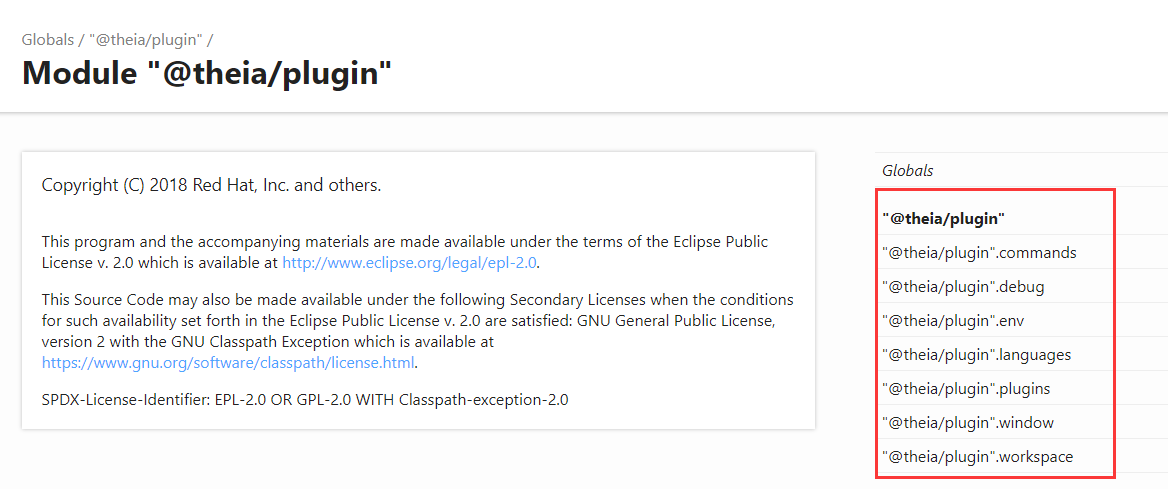 Globals / "@theia/plugin" /
Module "@theia/plugin"
Copyright (C) 2018 Red Hat, Inc. and others.
This program and the accompanying materials are made available under the terms of the Eclipse Public
License v. 2.0 which is available at http://www.eclipse.org/legal/epl-2.0.
This Source Code may also be made available under the following Secondary Licenses when the conditions
for such availability set forth in the Eclipse Public License v. 2.0 are satisfied: GNU General Public License,
version 2 with the GNU Classpath Exception which is available at
https://www.gnu.org/software/classpath/license.html.
SPDX-License-Identifier: EPL-2.0 OR GPL-2.0 WITH Classpath-exception-2.0
Globals
"@theia/plugin"
"@theia/plugin".commands
"@theia/plugin".debug
"@theia/plugin".env
"@theia/plugin".languages
"@theia/plugin".plugins
"@theia/plugin".window
"@theia/plugin".workspace